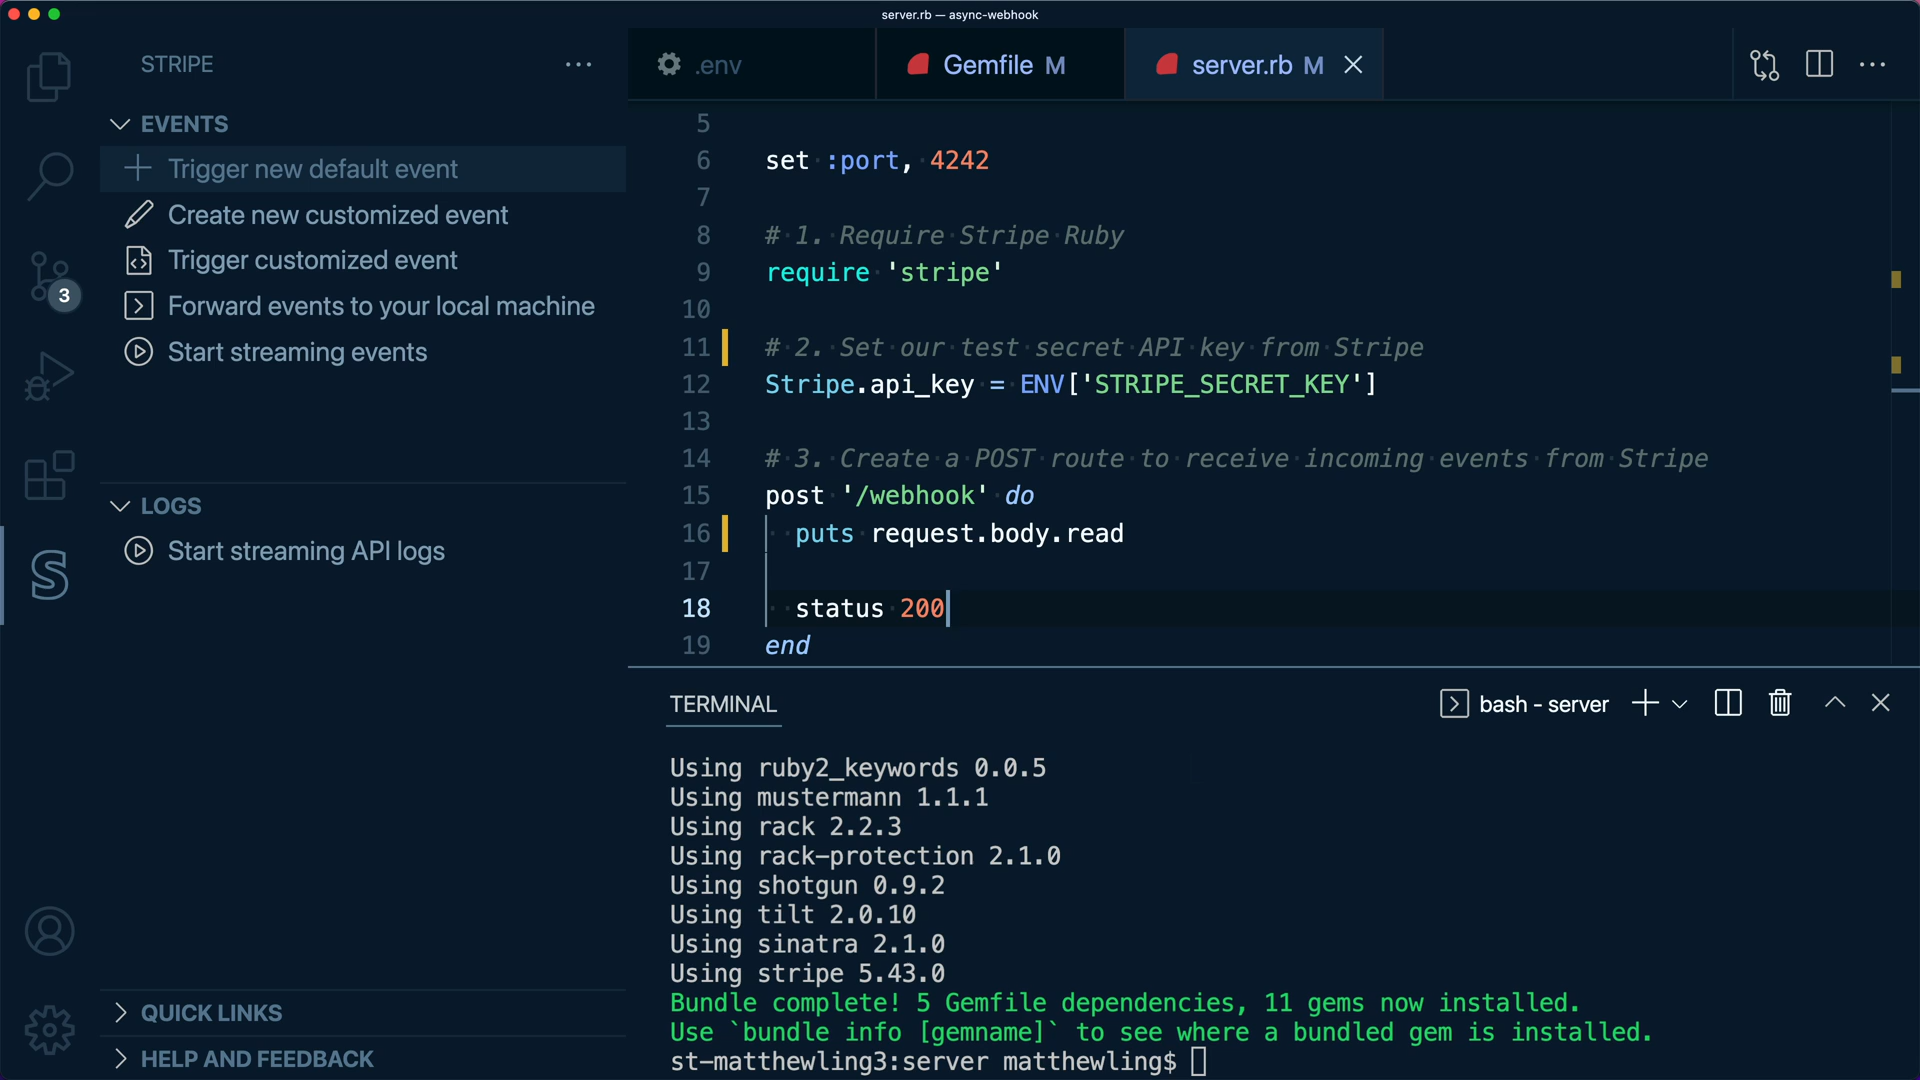 server.rb — async-webhook
STRIPE
EVENTS
Trigger new default event
Create new customized event
Trigger customized event
Forward events to your local machine
Start streaming events
3
LOGS
Start streaming API logs
QUICK LINKS
HELP AND FEEDBACK
.env
Gemfile M
server.rb M
5
6 set :port, 4242
7
8 # 1. Require Stripe Ruby
9 require 'stripe'
10
11 # 2. Set our test secret API key from Stripe
12 Stripe.api_key = ENV['STRIPE_SECRET_KEY']
13
14 # 3. Create a POST route to receive incoming events from Stripe
15 post '/webhook' do
16 puts request.body.read
17
18 status 200
19 end
TERMINAL
bash - server
Using ruby2_keywords 0.0.5
Using mustermann 1.1.1
Using rack 2.2.3
Using rack-protection 2.1.0
Using shotgun 0.9.2
Using tilt 2.0.10
Using sinatra 2.1.0
Using stripe 5.43.0
Bundle complete! 5 Gemfile dependencies, 11 gems now installed.
Use `bundle info [gemname]` to see where a bundled gem is installed.
st-matthewling3:server matthewling$